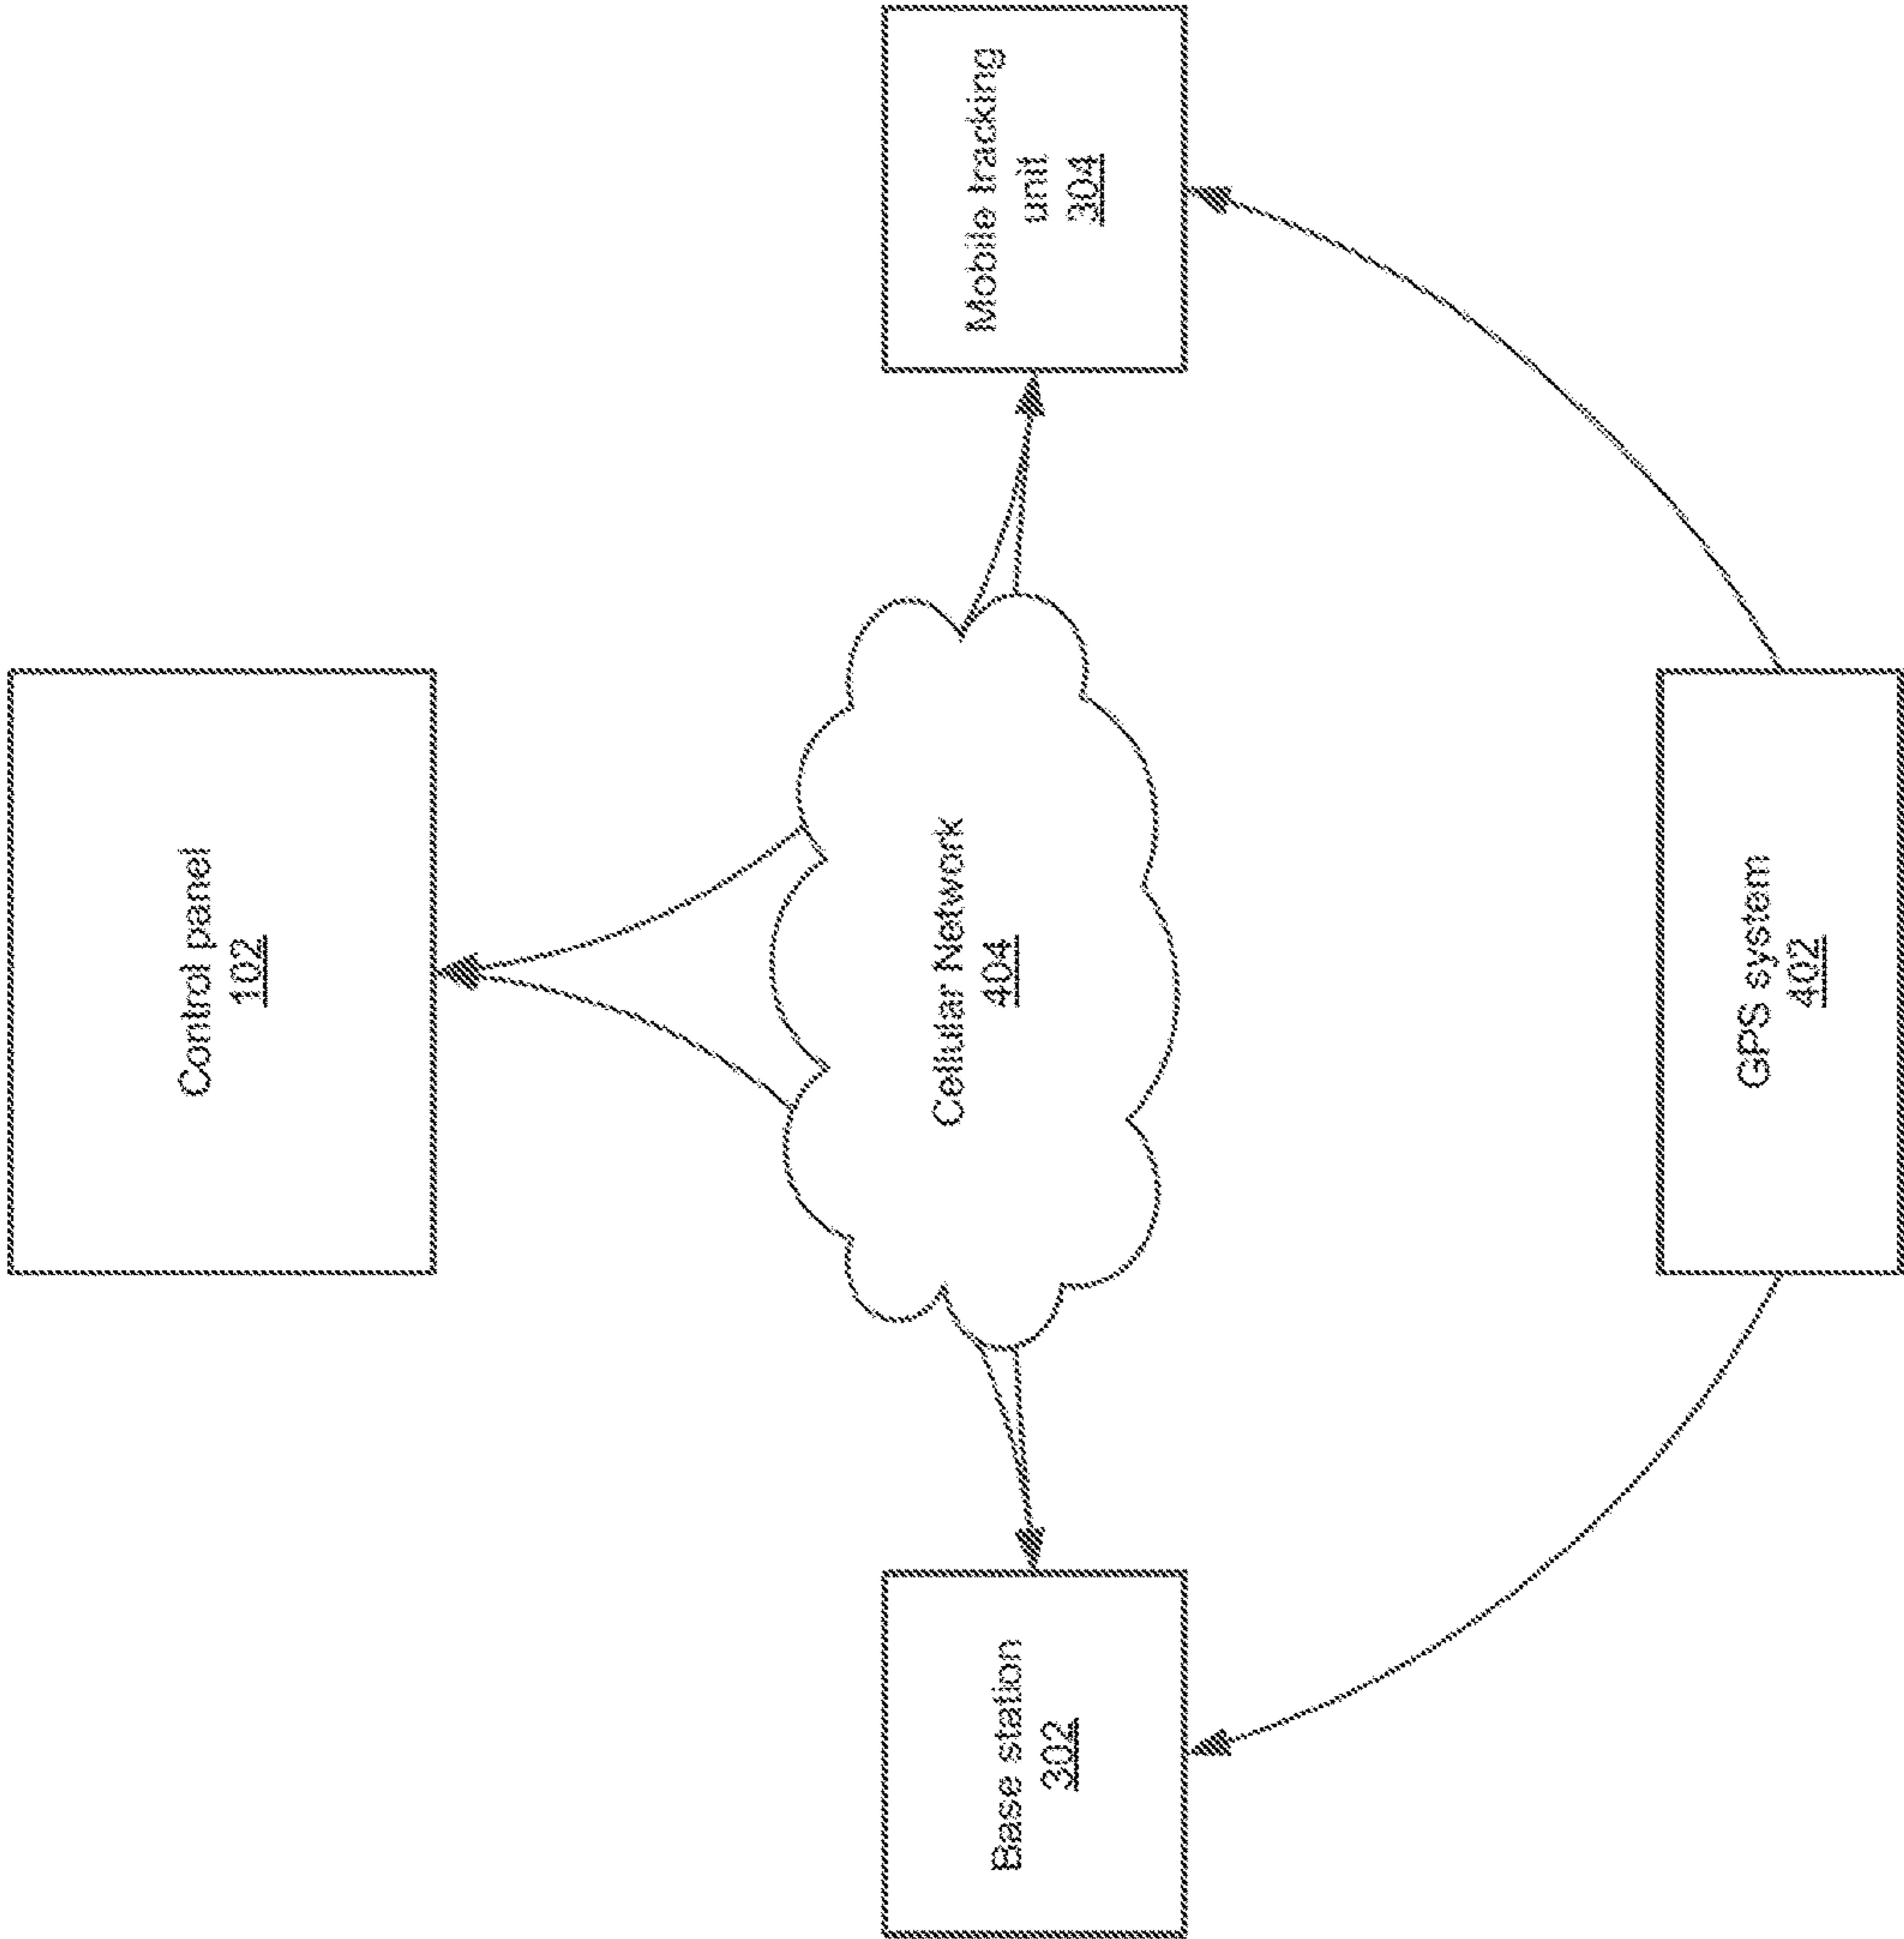 Control panel
102
Cellular Network
404
Mobile tracking
unit
304
Base station
302
GPS system
402